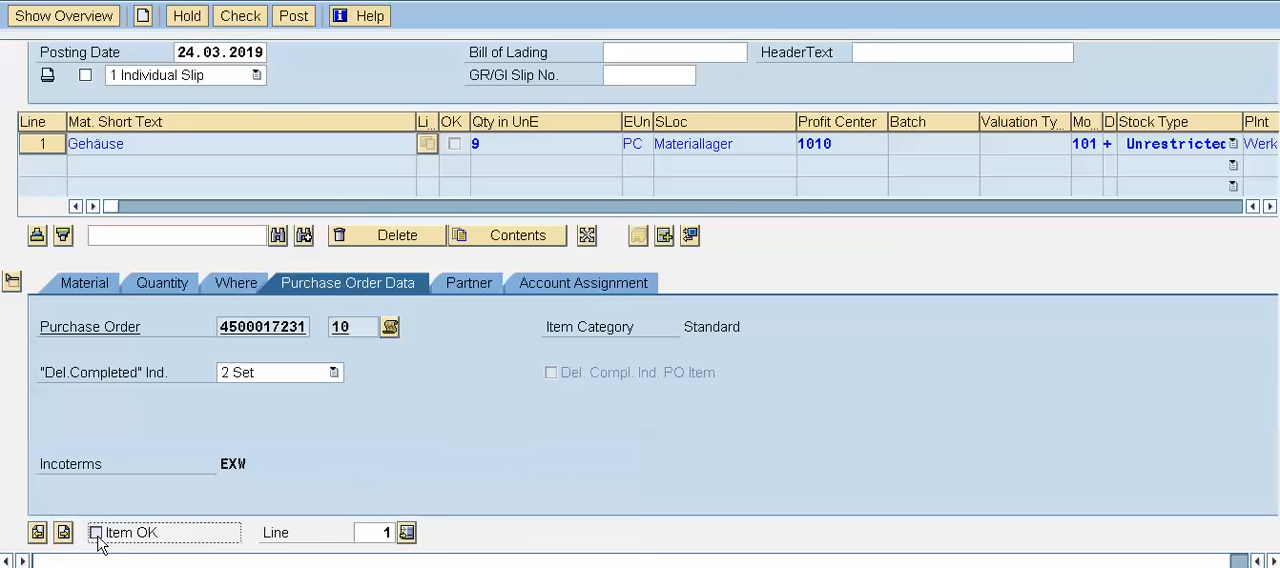 Show Overview Hold Check Post Help
Posting Date 24.03.2019 Bill of Lading HeaderText
1 Individual Slip GR/GI Slip No.
Line Mat. Short Text Li... OK Qty in UnE EUn SLoc Profit Center Batch Valuation Ty... Mo... D Stock Type Plnt
1 Gehäuse 9 PC Materiallager 1010 101 + Unrestricted Werk
Delete Contents
Material Quantity Where Purchase Order Data Partner Account Assignment
Purchase Order 4500017231 10 Item Category Standard
"Del.Completed" Ind. 2 Set Del. Compl. Ind. PO Item
Incoterms EXW
Item OK Line 1